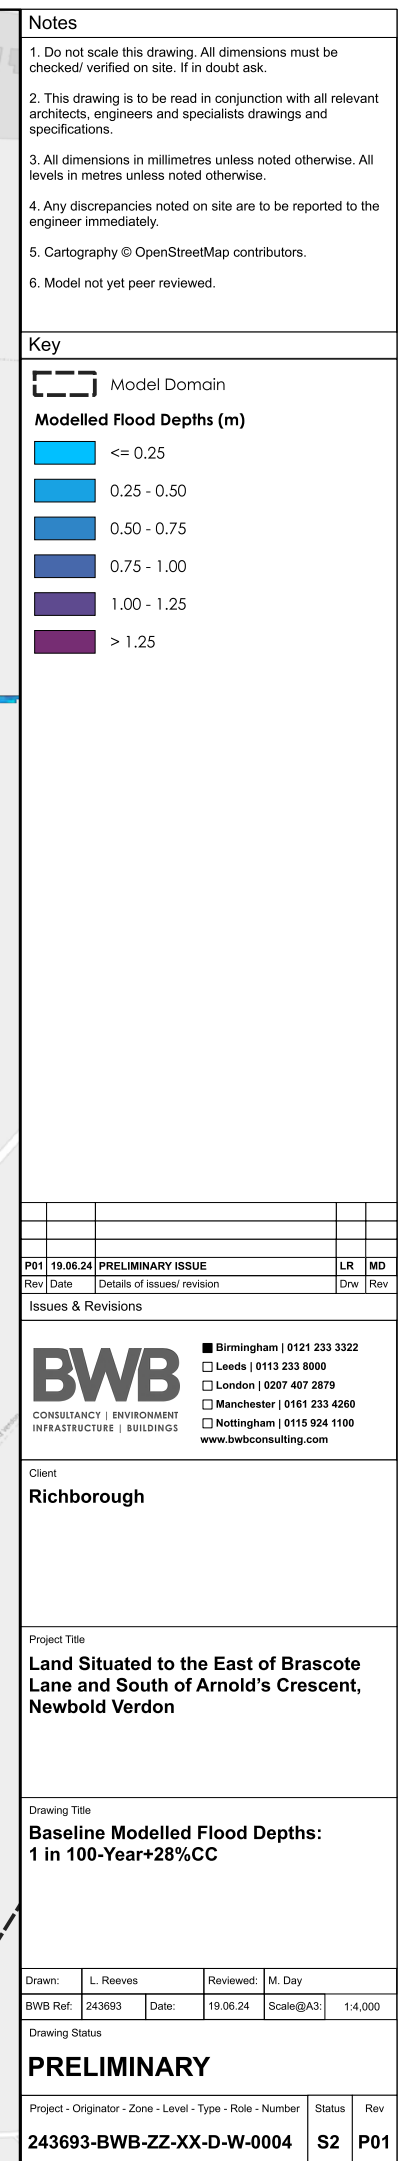 Notes
1. Do not scale this drawing. All dimensions must be
checked/ verified on site. If in doubt ask.
2. This drawing is to be read in conjunction with all relevant
architects, engineers and specialists drawings and
specifications.
3. All dimensions in millimetres unless noted otherwise. All
levels in metres unless noted otherwise.
4. Any discrepancies noted on site are to be reported to the
engineer immediately.
5. Cartography © OpenStreetMap contributors.
6. Model not yet peer reviewed.
Key
Model Domain
Modelled Flood Depths (m)
<= 0.25
0.25 - 0.50
0.50 - 0.75
0.75 - 1.00
1.00 - 1.25
> 1.25
P01 19.06.24 PRELIMINARY ISSUE LR MD
Rev Date Details of issues/ revision Drw Rev
Issues & Revisions
BWB
CONSULTANCY | ENVIRONMENT
INFRASTRUCTURE | BUILDINGS
Birmingham | 0121 233 3322
Leeds | 0113 233 8000
London | 0207 407 2879
Manchester | 0161 233 4260
Nottingham | 0115 924 1100
www.bwbconsulting.com
Client
Richborough
Project Title
Land Situated to the East of Brascote
Lane and South of Arnold's Crescent,
Newbold Verdon
Drawing Title
Baseline Modelled Flood Depths:
1 in 100-Year+28%CC
Drawn: L. Reeves Reviewed: M. Day
BWB Ref: 243693 Date: 19.06.24 Scale@A3: 1:4,000
Drawing Status
PRELIMINARY
Project - Originator - Zone - Level - Type - Role - Number Status Rev
243693-BWB-ZZ-XX-D-W-0004 S2 P01